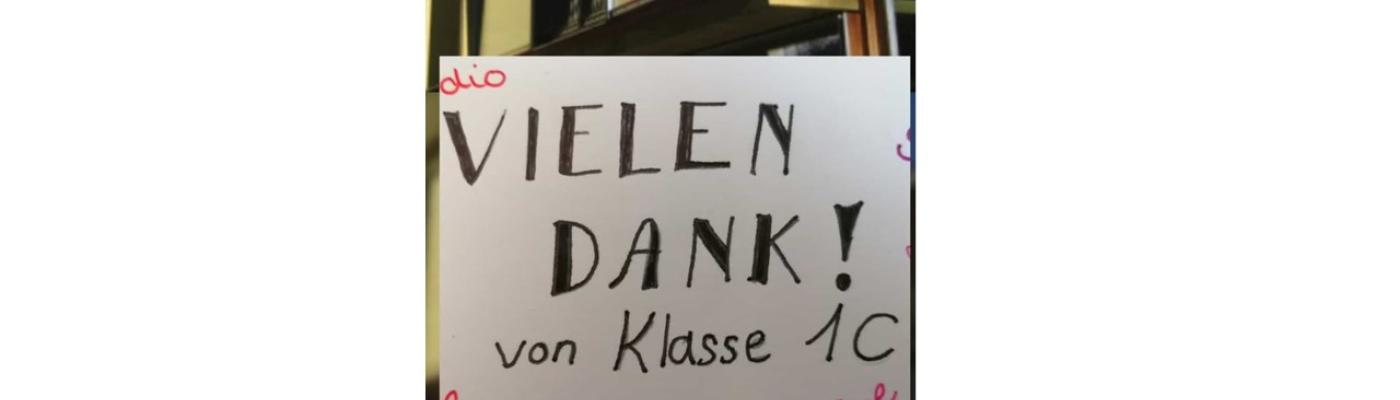 dio
VIELEN
DANK!
von Klasse 1C